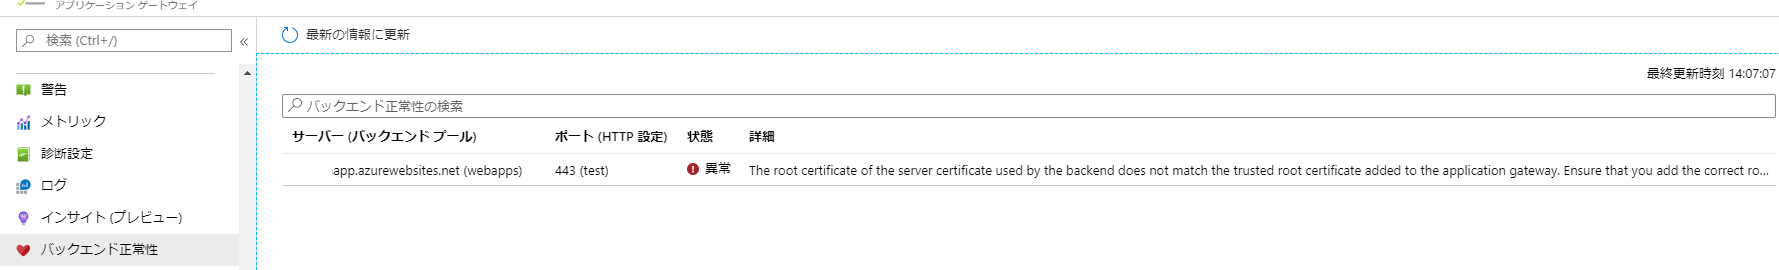 アプリケーション ゲートウェイ
検索 (Ctrl+/)
«
最新の情報に更新
最終更新時刻 14:07:07
警告
メトリック
診断設定
ログ
インサイト (プレビュー)
バックエンド正常性
バックエンド正常性の検索
サーバー (バックエンド プール) ポート (HTTP 設定) 状態 詳細
app.azurewebsites.net (webapps) 443 (test) 異常 The root certificate of the server certificate used by the backend does not match the trusted root certificate added to the application gateway. Ensure that you add the correct ro...